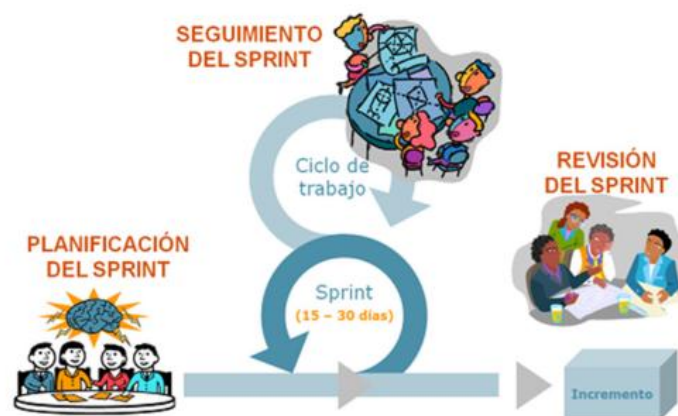 SEGUIMIENTO
DEL SPRINT
Ciclo de
trabajo
REVISIÓN
DEL SPRINT
PLANIFICACIÓN
DEL SPRINT
Sprint
(15 – 30 días)
Incremento